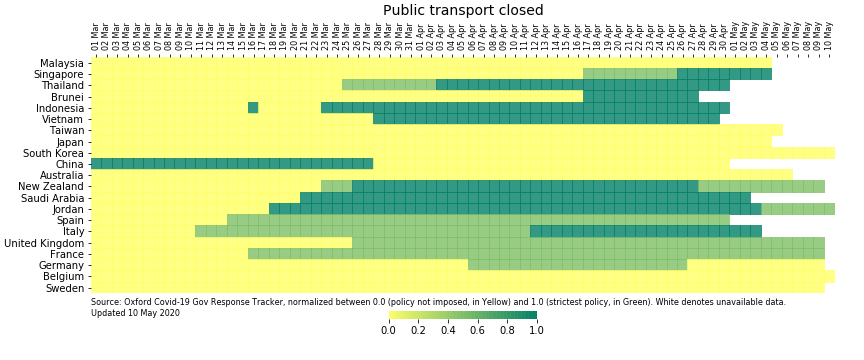 Public transport closed
01 Mar
02 Mar
03 Mar
04 Mar
05 Mar
06 Mar
07 Mar
08 Mar
09 Mar
10 Mar
11 Mar
12 Mar
13 Mar
14 Mar
15 Mar
16 Mar
17 Mar
18 Mar
19 Mar
20 Mar
21 Mar
22 Mar
23 Mar
24 Mar
25 Mar
26 Mar
27 Mar
28 Mar
29 Mar
30 Mar
31 Mar
01 Apr
02 Apr
03 Apr
04 Apr
05 Apr
06 Apr
07 Apr
08 Apr
09 Apr
10 Apr
11 Apr
12 Apr
13 Apr
14 Apr
15 Apr
16 Apr
17 Apr
18 Apr
19 Apr
20 Apr
21 Apr
22 Apr
23 Apr
24 Apr
25 Apr
26 Apr
27 Apr
28 Apr
29 Apr
30 Apr
01 May
02 May
03 May
04 May
05 May
06 May
07 May
08 May
09 May
10 May
Malaysia
Singapore
Thailand
Brunei
Indonesia
Vietnam
Taiwan
Japan
South Korea
China
Australia
New Zealand
Saudi Arabia
Jordan
Spain
Italy
United Kingdom
France
Germany
Belgium
Sweden
Source: Oxford Covid-19 Gov Response Tracker, normalized between 0.0 (policy not imposed, in Yellow) and 1.0 (strictest policy, in Green). White denotes unavailable data.
Updated 10 May 2020
0.0 0.2 0.4 0.6 0.8 1.0